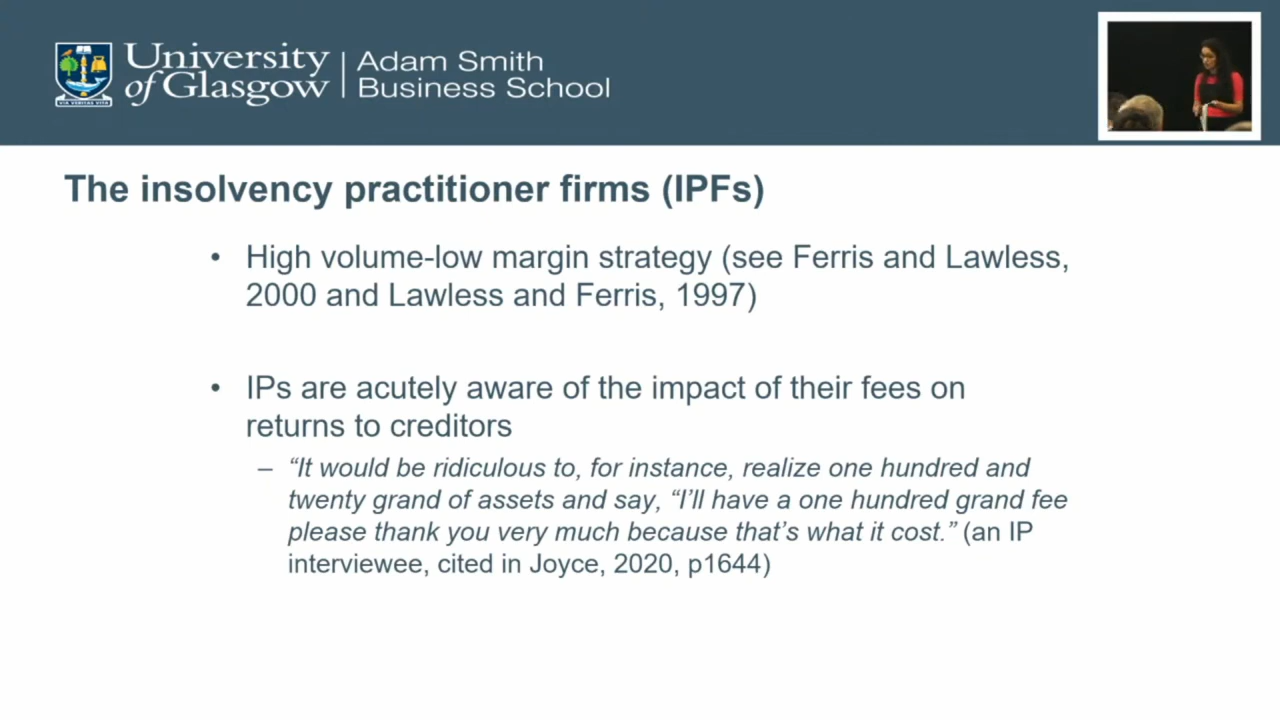 University
of Glasgow
VIA VERITAS VITA
Adam Smith
Business School
The insolvency practitioner firms (IPFs)
• High volume-low margin strategy (see Ferris and Lawless,
2000 and Lawless and Ferris, 1997)
• IPs are acutely aware of the impact of their fees on
returns to creditors
– “It would be ridiculous to, for instance, realize one hundred and
twenty grand of assets and say, “I’ll have a one hundred grand fee
please thank you very much because that’s what it cost.” (an IP
interviewee, cited in Joyce, 2020, p1644)